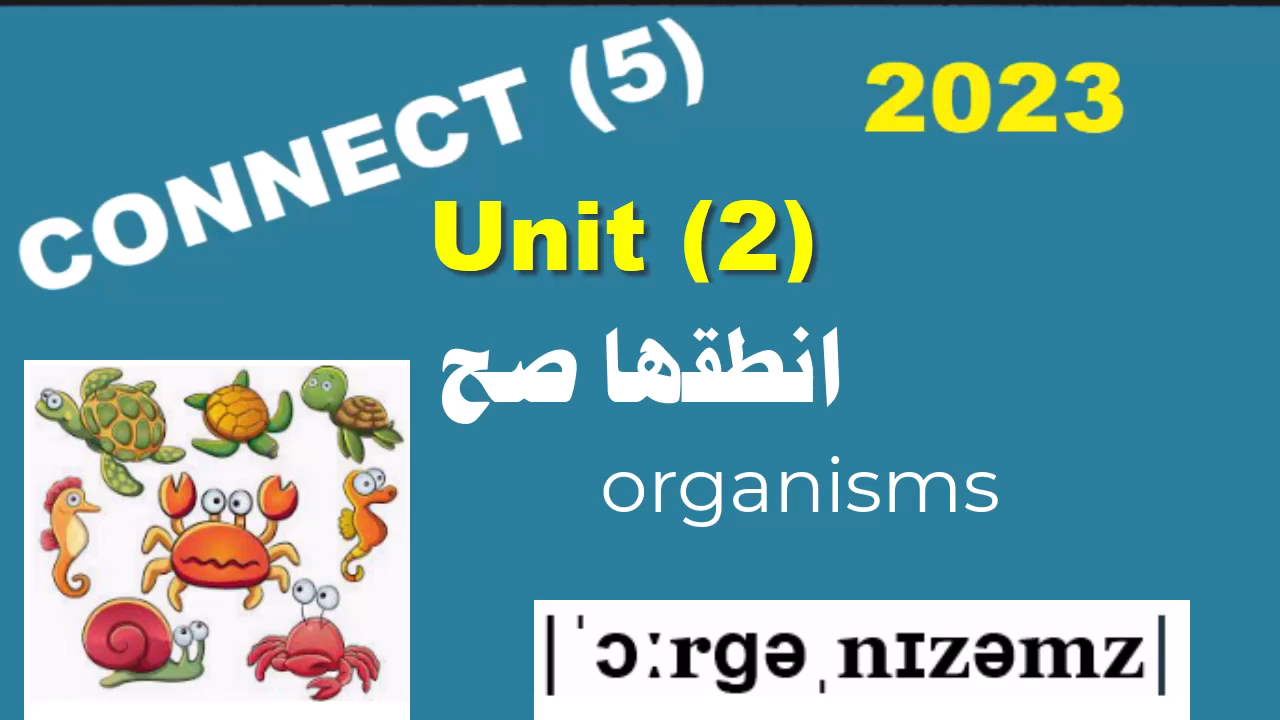 CONNECT (5)
2023
Unit (2)
انطقها صح
organisms
|ˈɔːrɡəˌnɪzəmz|